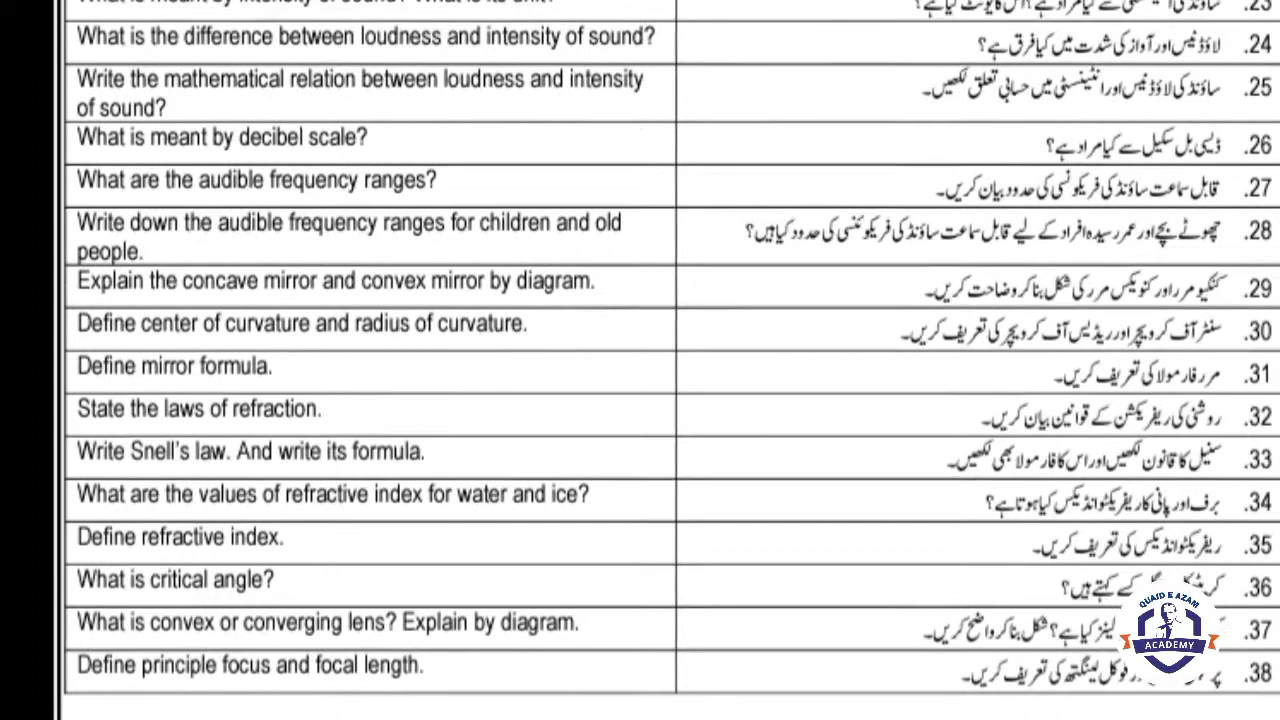 What is the difference between loudness and intensity of sound?
لاؤڈنیس اور آواز کی شدت میں کیا فرق ہے؟ .24
Write the mathematical relation between loudness and intensity
of sound?
ساؤنڈ کی لاؤڈنیس اور انٹینسٹی میں حسابی تعلق لکھیں۔ .25
What is meant by decibel scale?
ڈیسی بل سکیل سے کیا مراد ہے؟ .26
What are the audible frequency ranges?
قابل سماعت ساؤنڈ کی فریکونسی کی حدود بیان کریں۔ .27
Write down the audible frequency ranges for children and old
people.
چھوٹے بچے اور عمر رسیدہ افراد کے لیے قابل سماعت ساؤنڈ کی فریکوئنسی کی حدود کیا ہیں؟ .28
Explain the concave mirror and convex mirror by diagram.
کنکیو مرر اور کنویکس مرر کی شکل بنا کر وضاحت کریں۔ .29
Define center of curvature and radius of curvature.
سنٹر آف کرویچر اور ریڈیس آف کرویچر کی تعریف کریں۔ .30
Define mirror formula.
مرر فارمولا کی تعریف کریں۔ .31
State the laws of refraction.
روشنی کی ریفریکشن کے قوانین بیان کریں۔ .32
Write Snell's law. And write its formula.
سنیل کا قانون لکھیں اور اس کا فارمولا بھی لکھیں۔ .33
What are the values of refractive index for water and ice?
برف اور پانی کا ریفریکٹو انڈیکس کیا ہوتا ہے؟ .34
Define refractive index.
ریفریکٹو انڈیکس کی تعریف کریں۔ .35
What is critical angle?
کسے کہتے ہیں؟ .36
What is convex or converging lens? Explain by diagram.
لینز کیا ہے؟ شکل بنا کر واضح کریں۔ .37
Define principle focus and focal length.
فوکل لینگتھ کی تعریف کریں۔ .38
QUAID E AZAM
ACADEMY